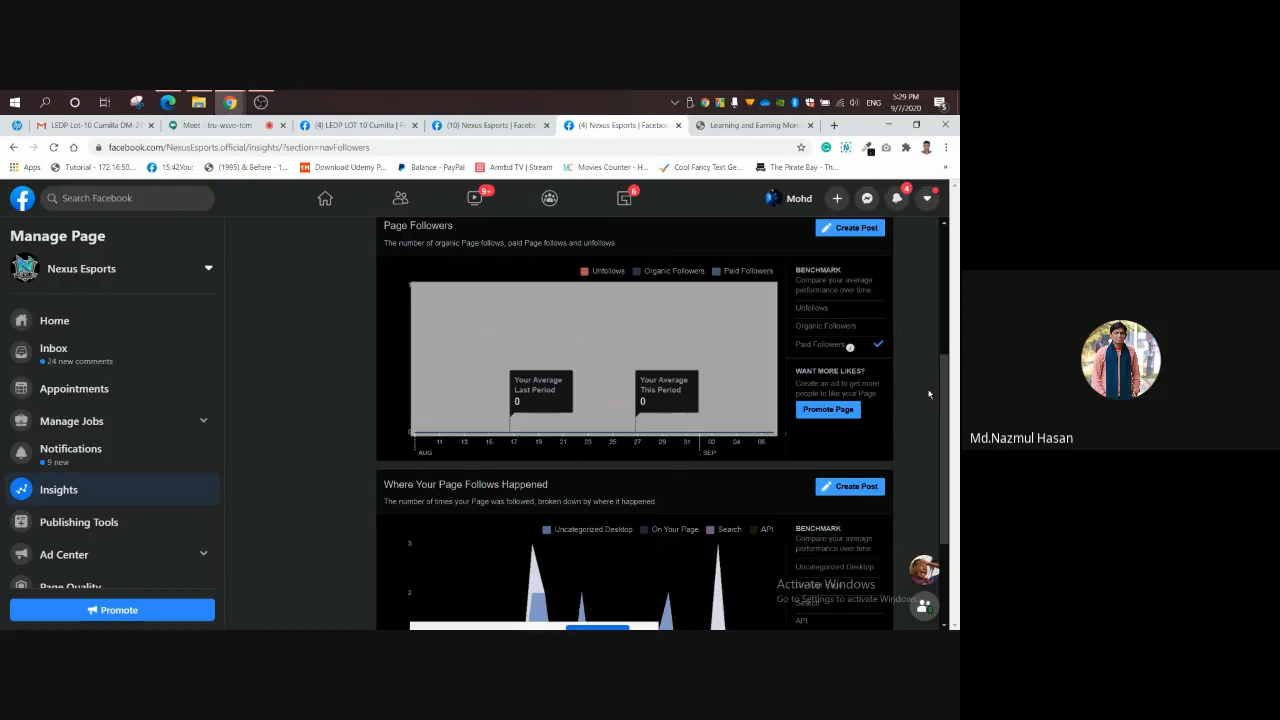 5:29 PM
ENG
9/7/2020
LEDP Lot-10 Cumilla DM-2
Meet - tru-wsvo-tcm
(4) LEDP LOT 10 Cumilla | F
(10) Nexus Esports | Facebo
(4) Nexus Esports | Faceboo
Learning and Earning Mon
facebook.com/NexusEsports.official/insights/?section=navFollowers
Apps
Tutorial - 172.16.50...
15:42You:
(1995) & Before - 1...
Download Udemy P...
Balance - PayPal
Amrbd TV | Stream
Movies Counter - H...
Cool Fancy Text Ge...
The Pirate Bay - Th...
Search Facebook
9+
6
Mohd
4
Manage Page
Nexus Esports
Home
Inbox
24 new comments
Appointments
Manage Jobs
Notifications
9 new
Insights
Publishing Tools
Ad Center
Page Quality
Promote
Page Followers
Create Post
The number of organic Page follows, paid Page follows and unfollows.
Unfollows
Organic Followers
Paid Followers
Your Average
Last Period
0
Your Average
This Period
0
11 13 15 17 19 21 23 25 27 29 31 02 04 06
AUG
SEP
BENCHMARK
Compare your average
performance over time.
Unfollows
Organic Followers
Paid Followers
WANT MORE LIKES?
Create an ad to get more
people to like your Page.
Promote Page
Where Your Page Follows Happened
Create Post
The number of times your Page was followed, broken down by where it happened.
Uncategorized Desktop
On Your Page
Search
API
3
2
BENCHMARK
Compare your average
performance over time.
Uncategorized Desktop
Search
API
Activate Windows
Go to Settings to activate Windows.
Md.Nazmul Hasan